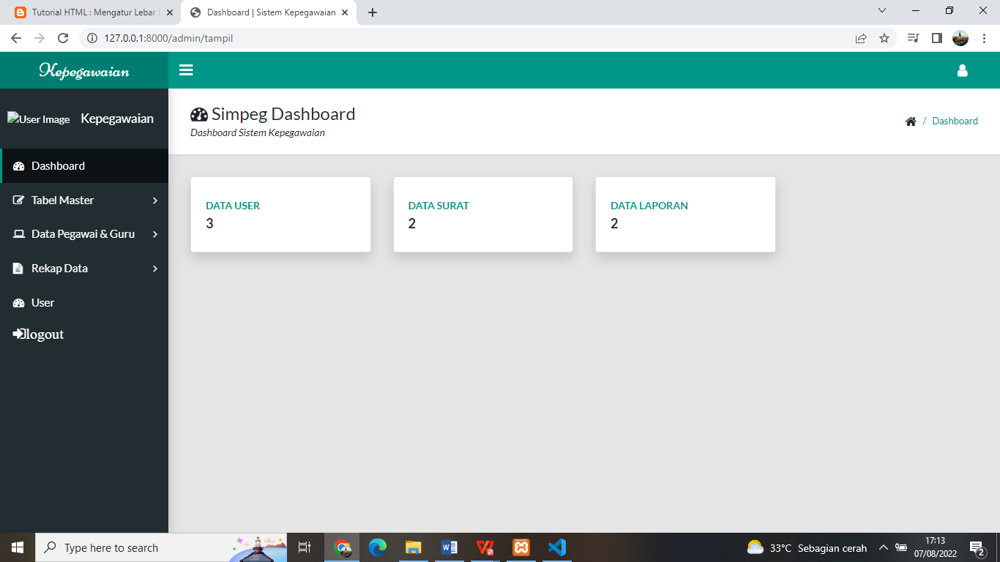 Tutorial HTML : Mengatur Lebar
Dashboard | Sistem Kepegawaian
127.0.0.1:8000/admin/tampil
Kepegawaian
User Image
Kepegawaian
Simpeg Dashboard
Dashboard Sistem Kepegawaian
/ Dashboard
Dashboard
Tabel Master
Data Pegawai & Guru
Rekap Data
User
logout
DATA USER
3
DATA SURAT
2
DATA LAPORAN
2
Type here to search
33°C Sebagian cerah
17:13
07/08/2022
2